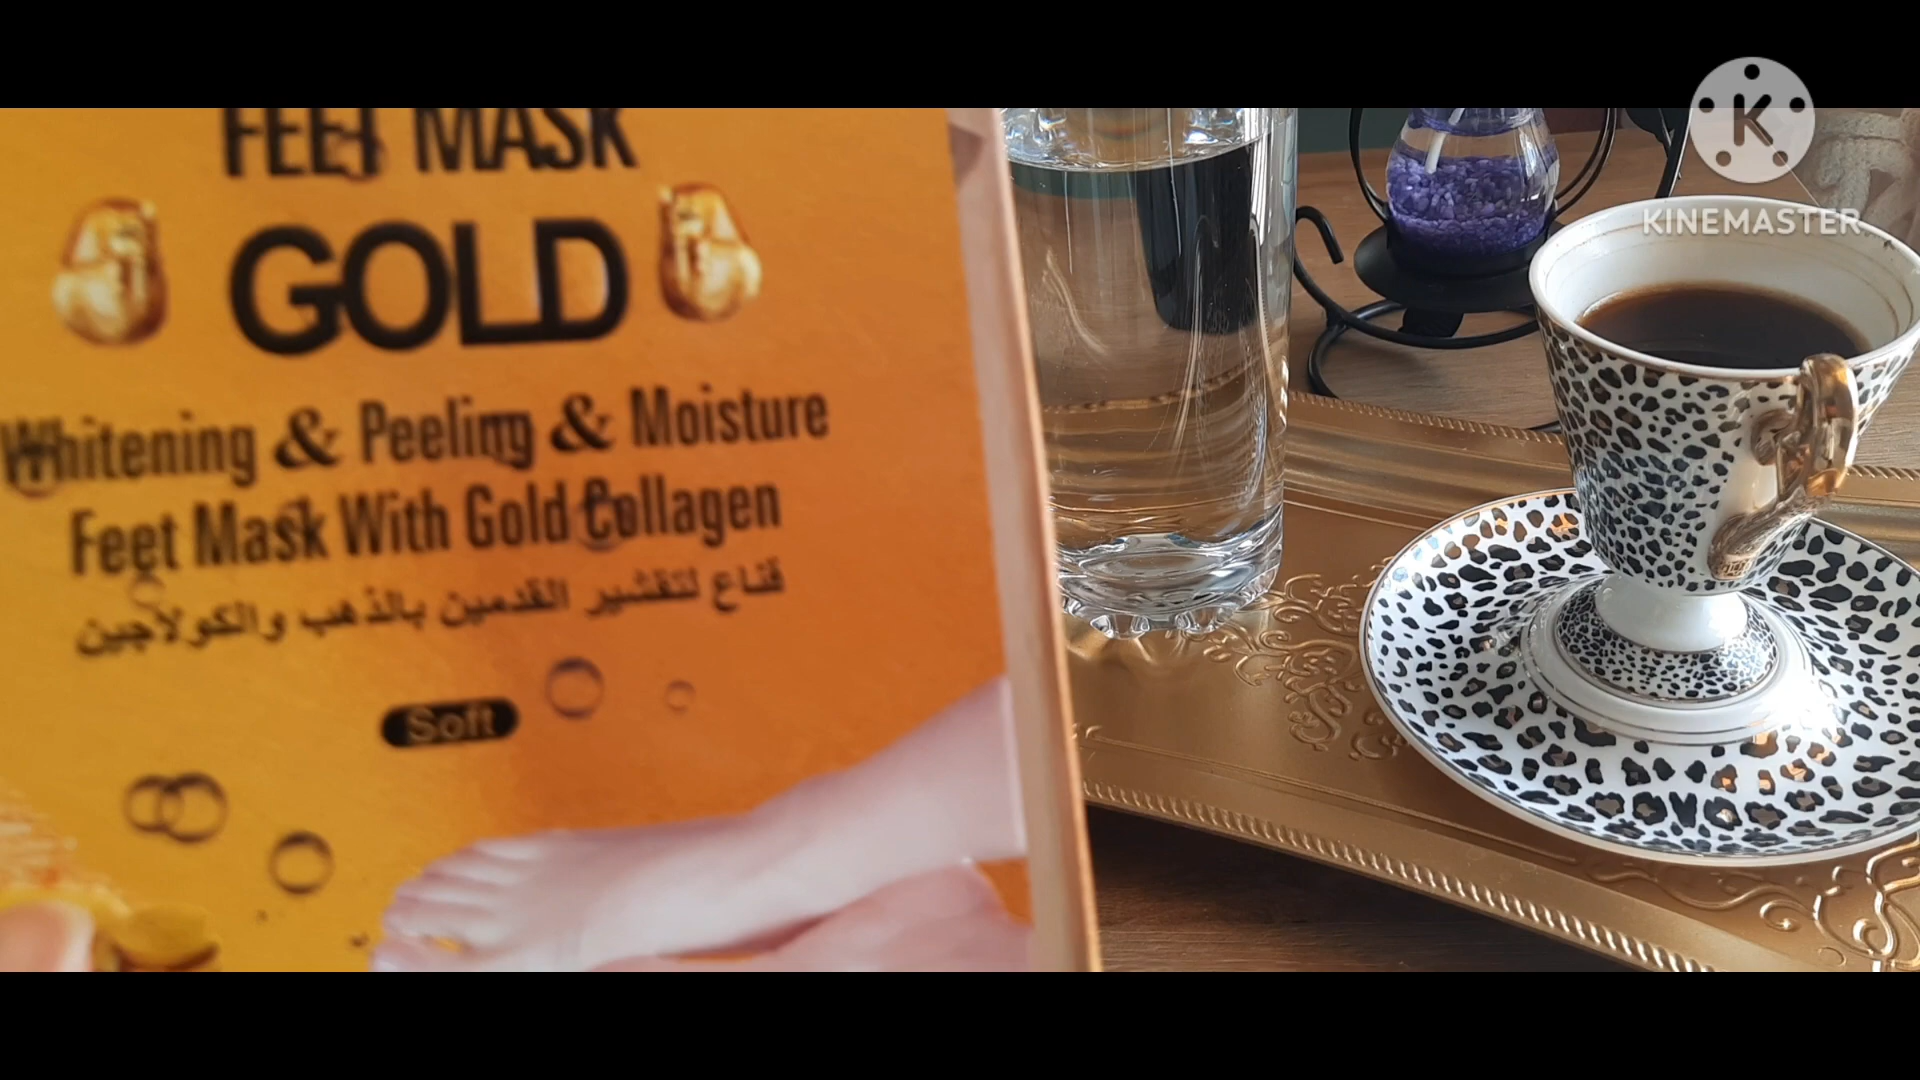 FEET MASK
GOLD
Whitening & Peeling & Moisture
Feet Mask With Gold Collagen
قناع لتقشير القدمين بالذهب والكولاجين
Soft
K
KINEMASTER